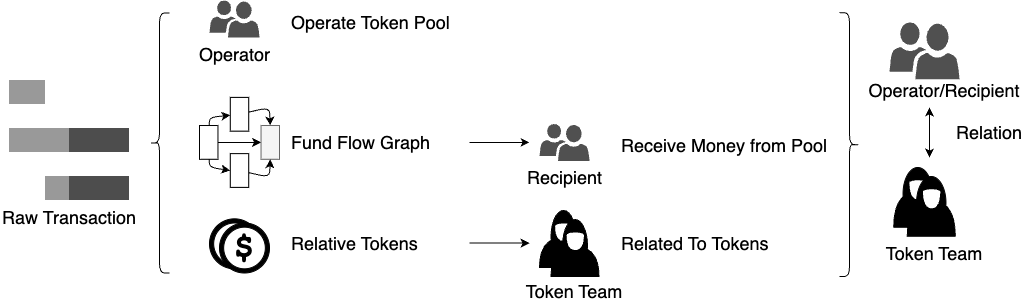 Operate Token Pool
Operator
Fund Flow Graph
Receive Money from Pool
Recipient
Raw Transaction
Relative Tokens
Related To Tokens
Token Team
Operator/Recipient
Relation
Token Team